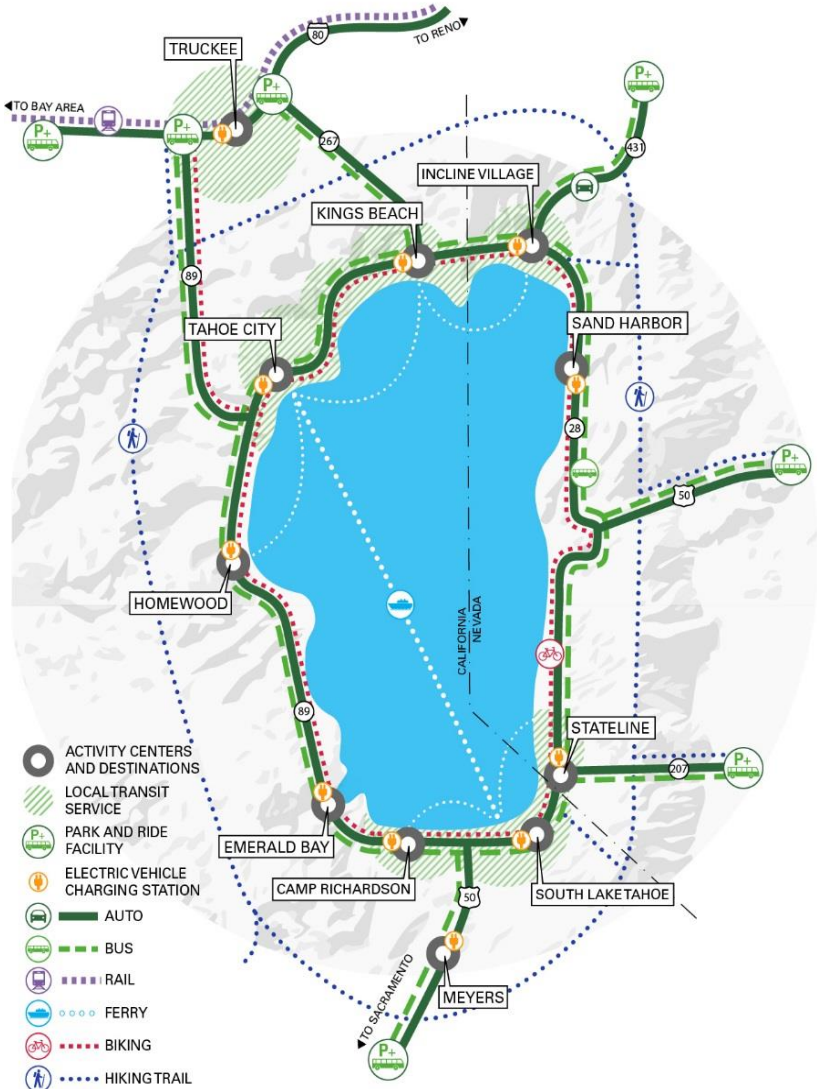 TRUCKEE
80
TO RENO▶
P+
P+
◀TO BAY AREA
P+
P+
267
431
INCLINE VILLAGE
KINGS BEACH
89
TAHOE CITY
SAND HARBOR
28
P+
50
HOMEWOOD
CALIFORNIA
NEVADA
89
STATELINE
207
P+
EMERALD BAY
CAMP RICHARDSON
SOUTH LAKE TAHOE
50
MEYERS
◀TO SACRAMENTO
P+
ACTIVITY CENTERS
AND DESTINATIONS
LOCAL TRANSIT
SERVICE
P+
PARK AND RIDE
FACILITY
ELECTRIC VEHICLE
CHARGING STATION
AUTO
BUS
RAIL
FERRY
BIKING
HIKING TRAIL